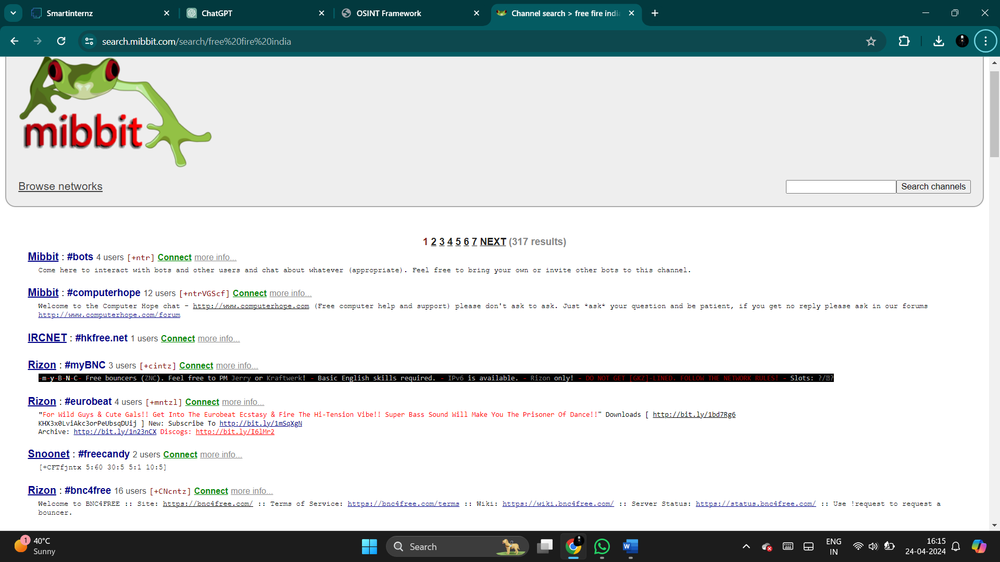 Smartinternz
ChatGPT
OSINT Framework
Channel search > free fire indi
search.mibbit.com/search/free%20fire%20india
mibbit
Browse networks
Search channels
1 2 3 4 5 6 7 NEXT (317 results)
Mibbit : #bots 4 users [+ntr] Connect more info...
Come here to interact with bots and other users and chat about whatever (appropriate). Feel free to bring your own or invite other bots to this channel.
Mibbit : #computerhope 12 users [+ntrVGScf] Connect more info...
Welcome to the Computer Hope chat - http://www.computerhope.com (Free computer help and support) please don't ask to ask. Just *ask* your question and be patient, if you get no reply please ask in our forums
http://www.computerhope.com/forum
IRCNET : #hkfree.net 1 users Connect more info...
Rizon : #myBNC 3 users [+cintz] Connect more info...
-m-y-B-N-C- Free bouncers (ZNC). Feel free to PM Jerry or Kraftwerk! - Basic English skills required. - IPv6 is available. - Rizon only! - DO NOT GET [GKZ]-LINED. FOLLOW THE NETWORK RULES! - Slots: ?/?
Rizon : #eurobeat 4 users [+mntzl] Connect more info...
"For Wild Guys & Cute Gals!! Get Into The Eurobeat Ecstasy & Fire The Hi-Tension Vibe!! Super Bass Sound Will Make You The Prisoner Of Dance!!" Downloads [ http://bit.ly/1bd7Rg6
KHX3x0LviAkc3orPeUbsqDUij ] New: Subscribe To http://bit.ly/1mSqXgN
Archive: http://bit.ly/1n23nCX Discogs: http://bit.ly/I6lMr2
Snoonet : #freecandy 2 users Connect more info...
[+CFTfjntx 5:60 30:5 5:1 10:5]
Rizon : #bnc4free 16 users [+CNcntz] Connect more info...
Welcome to BNC4FREE :: Site: https://bnc4free.com/ :: Terms of Service: https://bnc4free.com/terms :: Wiki: https://wiki.bnc4free.com/ :: Server Status: https://status.bnc4free.com/ :: Use !request to request a
bouncer.
1
40°C
Sunny
Search
W
ENG
IN
16:15
24-04-2024